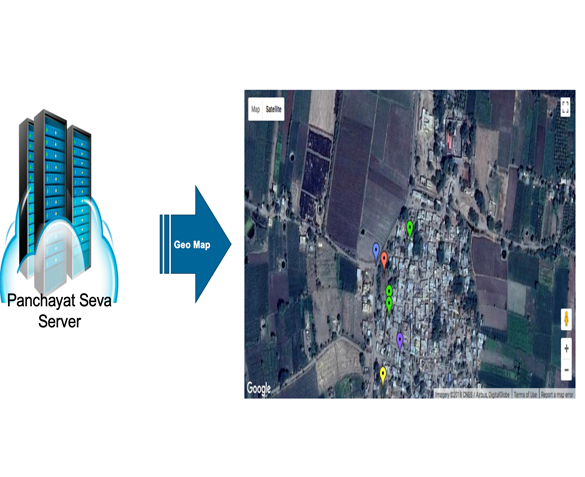 Map Satellite
Geo Map
Panchayat Seva
Server
Google
Imagery ©2018 CNES / Airbus, DigitalGlobe Terms of Use Report a map error